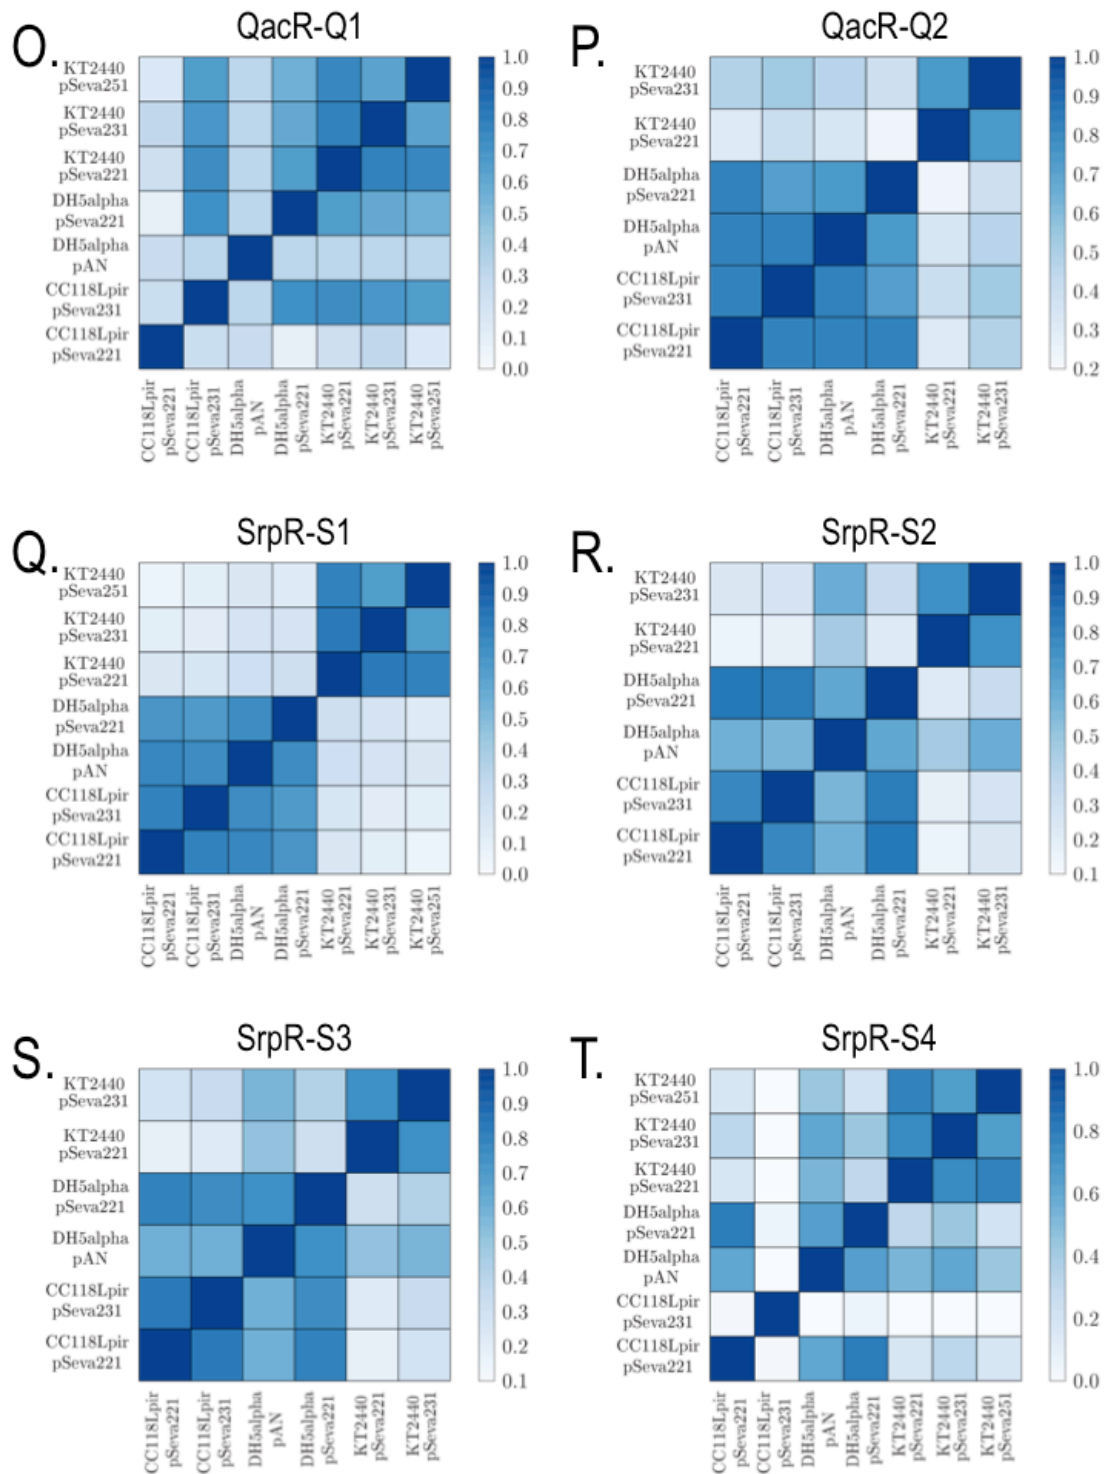 O.
QacR-Q1
KT2440
pSeva251
KT2440
pSeva231
KT2440
pSeva221
DH5alpha
pSeva221
DH5alpha
pAN
CC118Lpir
pSeva231
CC118Lpir
pSeva221
1.0
0.9
0.8
0.7
0.6
0.5
0.4
0.3
0.2
0.1
0.0
CC118Lpir
pSeva221
CC118Lpir
pSeva231
DH5alpha
pAN
DH5alpha
pSeva221
KT2440
pSeva221
KT2440
pSeva231
KT2440
pSeva251
P.
QacR-Q2
KT2440
pSeva231
KT2440
pSeva221
DH5alpha
pSeva221
DH5alpha
pAN
CC118Lpir
pSeva231
CC118Lpir
pSeva221
1.0
0.9
0.8
0.7
0.6
0.5
0.4
0.3
0.2
CC118Lpir
pSeva221
CC118Lpir
pSeva231
DH5alpha
pAN
DH5alpha
pSeva221
KT2440
pSeva221
KT2440
pSeva231
Q.
SrpR-S1
KT2440
pSeva251
KT2440
pSeva231
KT2440
pSeva221
DH5alpha
pSeva221
DH5alpha
pAN
CC118Lpir
pSeva231
CC118Lpir
pSeva221
1.0
0.9
0.8
0.7
0.6
0.5
0.4
0.3
0.2
0.1
0.0
CC118Lpir
pSeva221
CC118Lpir
pSeva231
DH5alpha
pAN
DH5alpha
pSeva221
KT2440
pSeva221
KT2440
pSeva231
KT2440
pSeva251
R.
SrpR-S2
KT2440
pSeva231
KT2440
pSeva221
DH5alpha
pSeva221
DH5alpha
pAN
CC118Lpir
pSeva231
CC118Lpir
pSeva221
1.0
0.9
0.8
0.7
0.6
0.5
0.4
0.3
0.2
0.1
CC118Lpir
pSeva221
CC118Lpir
pSeva231
DH5alpha
pAN
DH5alpha
pSeva221
KT2440
pSeva221
KT2440
pSeva231
S.
SrpR-S3
KT2440
pSeva231
KT2440
pSeva221
DH5alpha
pSeva221
DH5alpha
pAN
CC118Lpir
pSeva231
CC118Lpir
pSeva221
1.0
0.9
0.8
0.7
0.6
0.5
0.4
0.3
0.2
0.1
CC118Lpir
pSeva221
CC118Lpir
pSeva231
DH5alpha
pAN
DH5alpha
pSeva221
KT2440
pSeva221
KT2440
pSeva231
T.
SrpR-S4
KT2440
pSeva251
KT2440
pSeva231
KT2440
pSeva221
DH5alpha
pSeva221
DH5alpha
pAN
CC118Lpir
pSeva231
CC118Lpir
pSeva221
1.0
0.8
0.6
0.4
0.2
0.0
CC118Lpir
pSeva221
CC118Lpir
pSeva231
DH5alpha
pAN
DH5alpha
pSeva221
KT2440
pSeva221
KT2440
pSeva231
KT2440
pSeva251